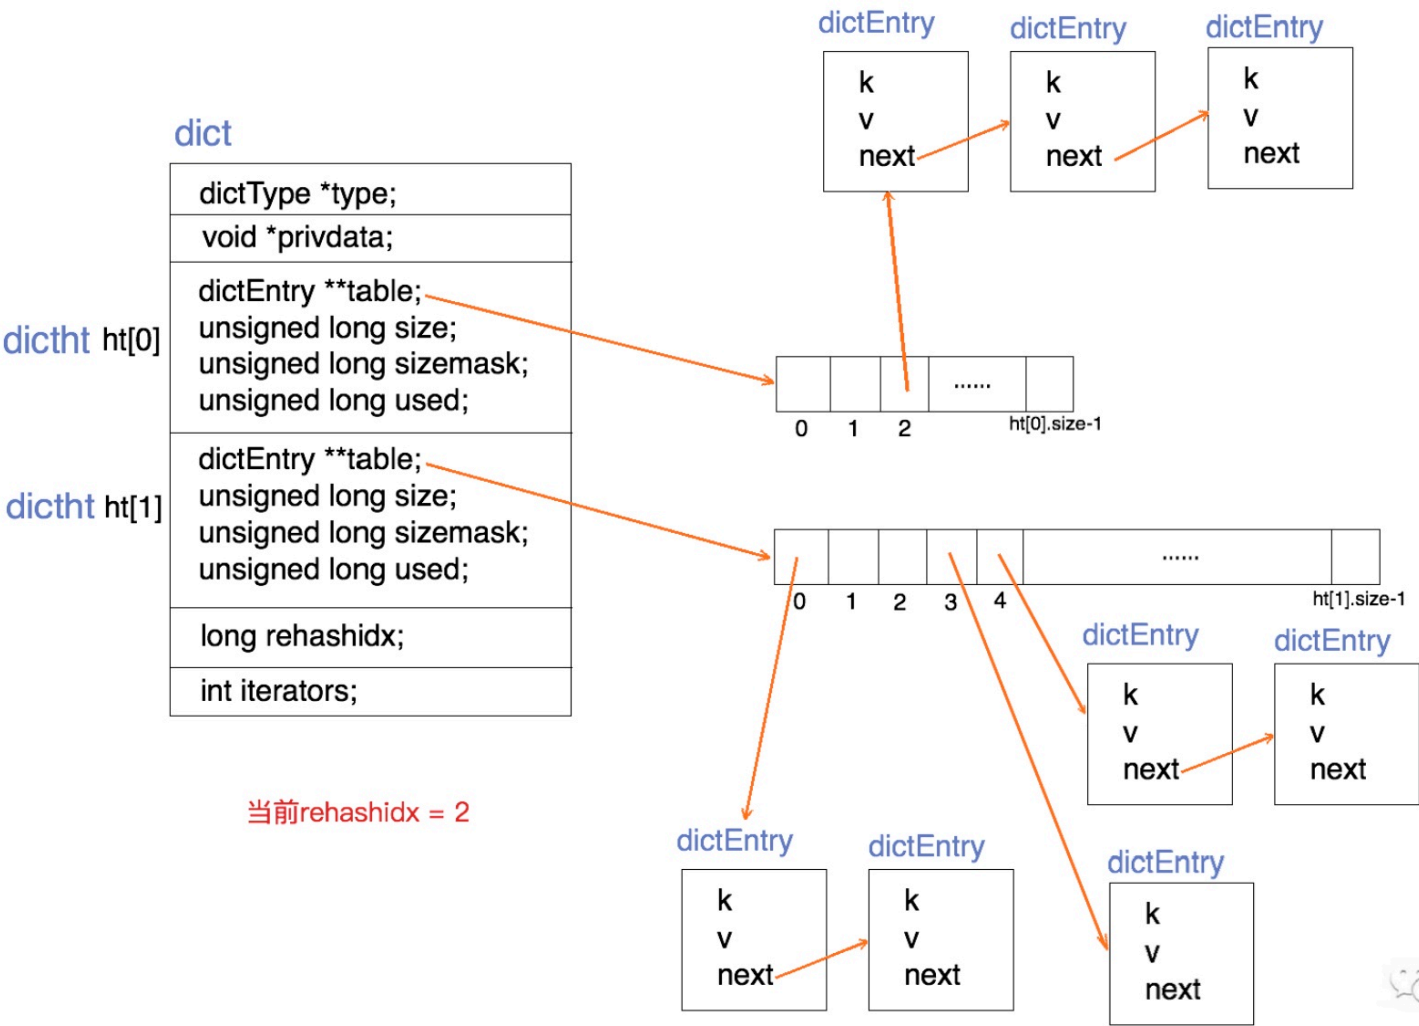 dictEntry
dictEntry
dictEntry
k
v
next
k
v
next
k
v
next
dict
dictType *type;
void *privdata;
dictht ht[0]
dictEntry **table;
unsigned long size;
unsigned long sizemask;
unsigned long used;
......
0 1 2 ht[0].size-1
dictht ht[1]
dictEntry **table;
unsigned long size;
unsigned long sizemask;
unsigned long used;
......
0 1 2 3 4 ht[1].size-1
long rehashidx;
int iterators;
dictEntry
dictEntry
k
v
next
k
v
next
当前rehashidx = 2
dictEntry
dictEntry
k
v
next
k
v
next
dictEntry
k
v
next